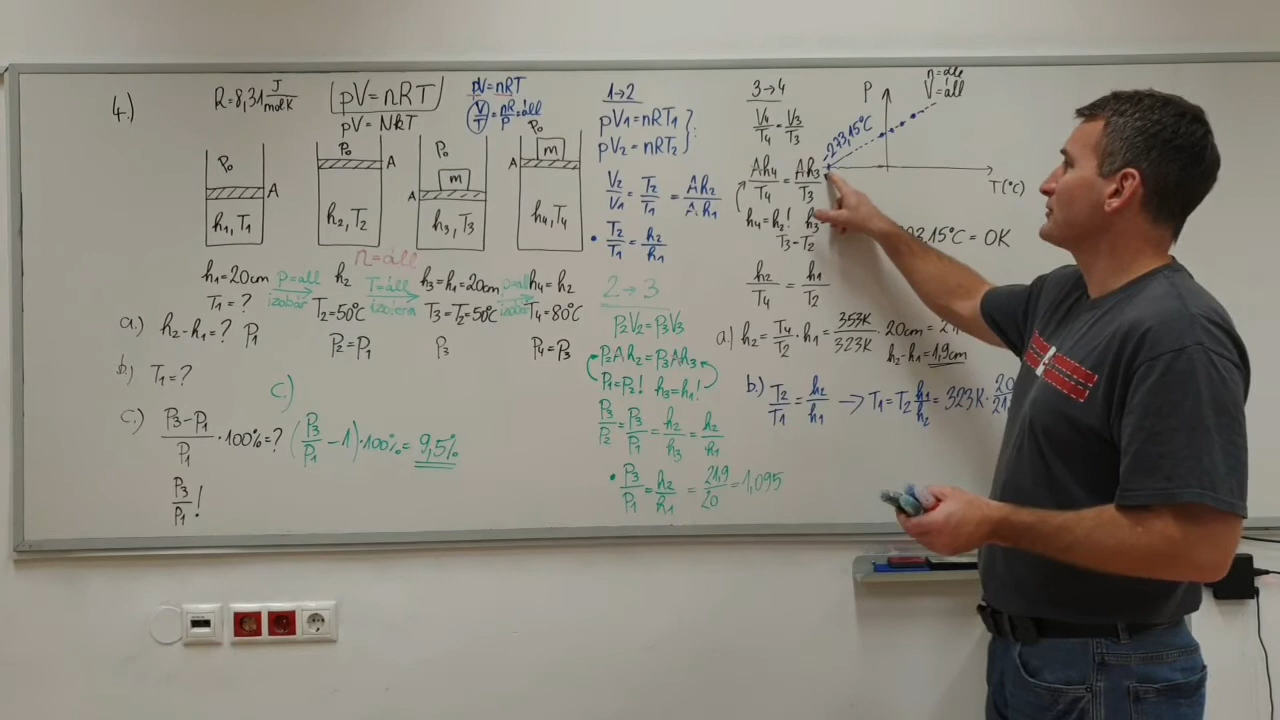 4.)
R=8,31 J/molK
pV=nRT
pV=NkT
pV=nRT
V/T=nR/P=áll
P₀
A
h₁,T₁
P₀
A
h₂,T₂
P₀
m
A
h₃,T₃
P₀
m
A
h₄,T₄
n=áll
h₁=20cm
p=áll
izobár
h₂
T=áll
izoterm
h₃=h₁=20cm
p=áll
izobár
h₄=h₂
T₁=?
T₂=50°C
T₃=T₂=50°C
T₄=80°C
P₁
P₂=P₁
P₃
P₄=P₃
a.) h₂-h₁=?
b) T₁=?
c.) P₃-P₁/P₁·100%=?
P₃/P₁!
c.)
(P₃/P₁-1)·100%=9,5%
1→2
pV₁=nRT₁
pV₂=nRT₂
V₂/V₁=T₂/T₁=Ah₂/A·h₁
• T₂/T₁=h₂/h₁
2→3
P₂V₂=P₃V₃
P₂Ah₂=P₃Ah₃
P₁=P₂! h₃=h₁!
P₃/P₂=P₃/P₁=h₂/h₃=h₂/h₁
• P₃/P₁=h₂/h₁=21,9/20=1,095
3→4
V₄/T₄=V₃/T₃
Ah₄/T₄=Ah₃/T₃
h₄=h₂! h₃
T₃-T₂
h₂/T₄=h₁/T₂
a.) h₂=T₄/T₂·h₁=353K/323K·20cm=
h₂-h₁=1,9cm
b.) T₂/T₁=h₂/h₁→T₁=T₂h₁/h₂=323K·
P
n=áll
V=áll
-273,15°C
T(°C)
15°C=0K